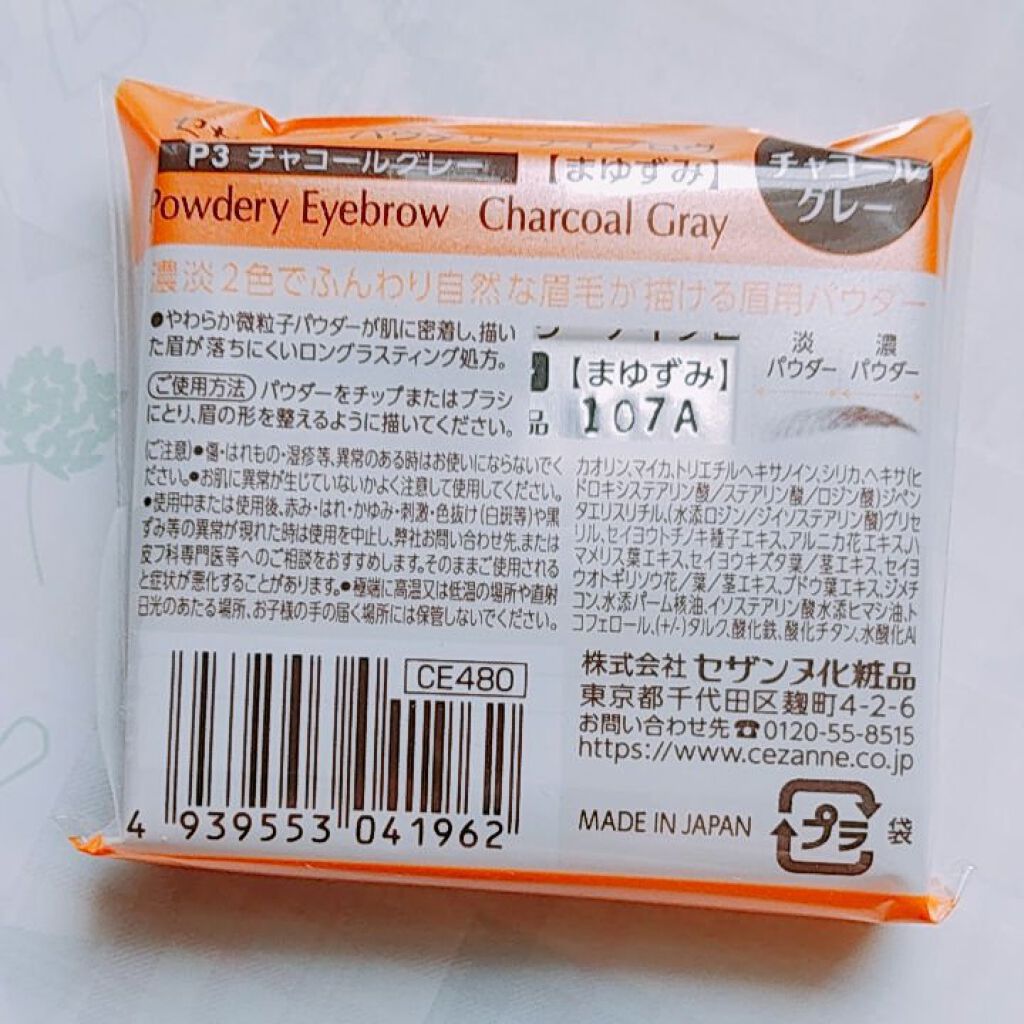 P3 チャコールグレー
【まゆずみ】
チャコール
グレー
Powdery Eyebrow Charcoal Gray
濃淡2色でふんわり自然な眉毛が描ける眉用パウダー
●やわらか微粒子パウダーが肌に密着し、描い
た眉が落ちにくいロングラスティング処方。
ご使用方法 パウダーをチップまたはブラシ
にとり、眉の形を整えるように描いてください。
【まゆずみ】
品 107A
淡 濃
パウダー パウダー
(ご注意)●傷・はれもの・湿疹等、異常のある時はお使いにならないでく
ださい。●お肌に異常が生じていないかよく注意して使用してください。
●使用中または使用後、赤み・はれ・かゆみ・刺激・色抜け(白斑等)や黒
ずみ等の異常が現れた時は使用を中止し、弊社お問い合わせ先、または
皮フ科専門医等へのご相談をおすすめします。そのままご使用される
と症状が悪化することがあります。●極端に高温又は低温の場所や直射
日光のあたる場所、お子様の手の届く場所には保管しないでください。
カオリン、マイカ、トリエチルヘキサノイン、シリカ、ヘキサ(ヒ
ドロキシステアリン酸/ステアリン酸/ロジン酸)ジペン
タエリスリチル、(水添ロジン/ジイソステアリン酸)グリセ
リル、セイヨウトチノキ種子エキス、アルニカ花エキス、ハ
マメリス葉エキス、セイヨウキズタ葉/茎エキス、セイヨ
ウオトギリソウ花/葉/茎エキス、ブドウ葉エキス、ジメチ
コン、水添パーム核油、イソステアリン酸水添ヒマシ油、ト
コフェロール、(+/-)タルク、酸化鉄、酸化チタン、水酸化Al
CE480
4 939553 041962
株式会社 セザンヌ化粧品
東京都千代田区麹町4-2-6
お問い合わせ先☎0120-55-8515
https://www.cezanne.co.jp
MADE IN JAPAN
プラ 袋